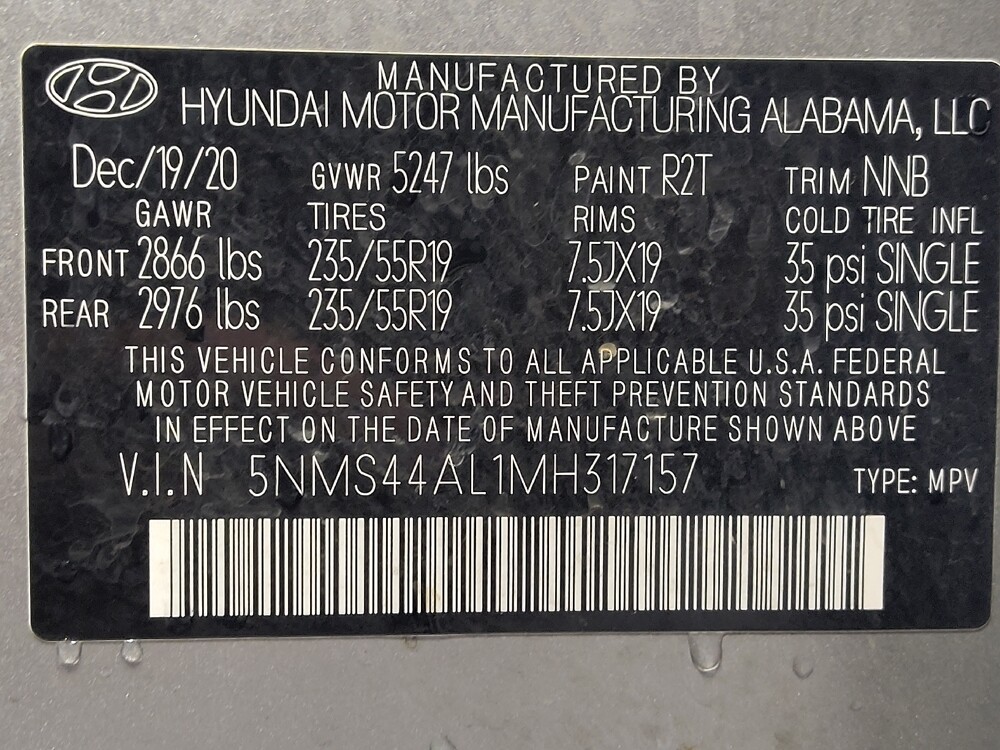 MANUFACTURED BY
HYUNDAI MOTOR MANUFACTURING ALABAMA, LLC
Dec/19/20 GVWR 5247 lbs PAINT R2T TRIM NNB
GAWR TIRES RIMS COLD TIRE INFL
FRONT 2866 lbs 235/55R19 7.5JX19 35 psi SINGLE
REAR 2976 lbs 235/55R19 7.5JX19 35 psi SINGLE
THIS VEHICLE CONFORMS TO ALL APPLICABLE U.S.A. FEDERAL
MOTOR VEHICLE SAFETY AND THEFT PREVENTION STANDARDS
IN EFFECT ON THE DATE OF MANUFACTURE SHOWN ABOVE
V.I.N 5NMS44AL1MH317157 TYPE: MPV